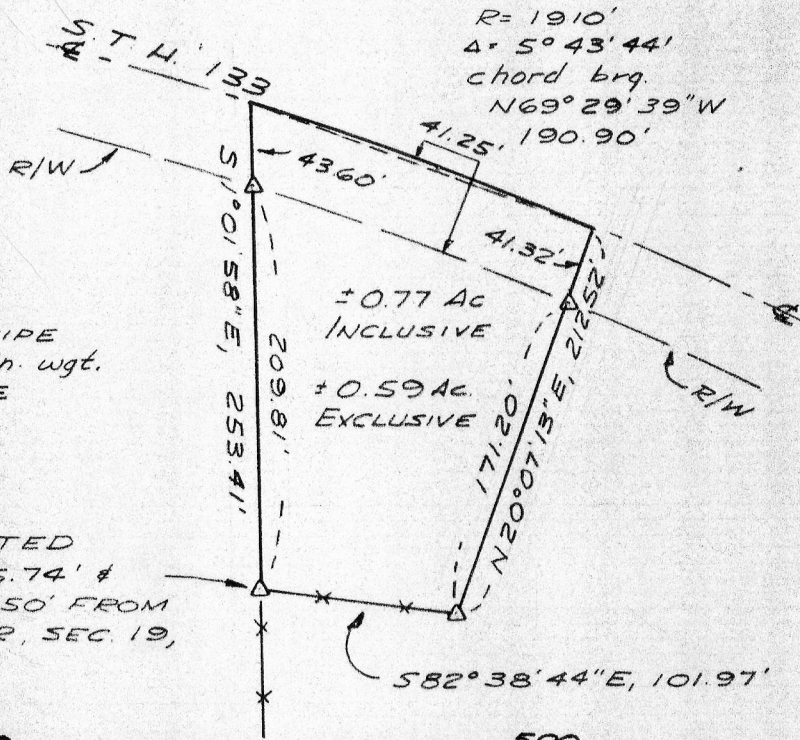 R= 1910'
Δ= 5° 43' 44'
chord brg.
N69° 29' 39"W
190.90'
S. T. H. 133
℄
41.25'
R/W
43.60'
41.32'
S 1°01'58"E, 253.41'
209.81'
±0.77 Ac
INCLUSIVE
±0.59 Ac.
EXCLUSIVE
171.20'
N20°07'13"E, 212.52'
℄
R/W
IPE
n. wgt.
E
TED
5.74' &
50' FROM
2, SEC. 19,
S82°38'44"E, 101.97'